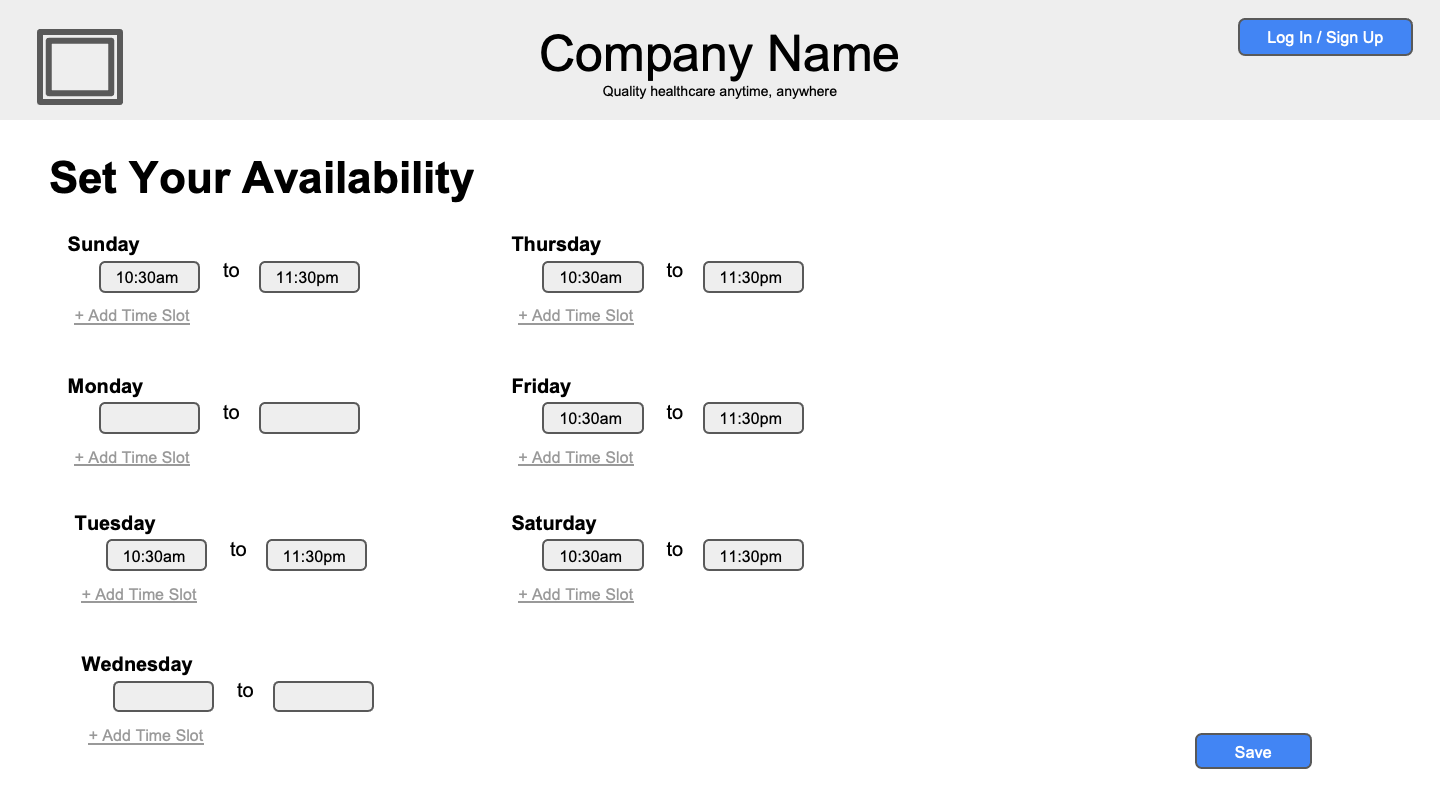 Company Name
Log In / Sign Up
Quality healthcare anytime, anywhere
Set Your Availability
Sunday
10:30am to 11:30pm
+ Add Time Slot
Monday
to
+ Add Time Slot
Tuesday
10:30am to 11:30pm
+ Add Time Slot
Wednesday
to
+ Add Time Slot
Thursday
10:30am to 11:30pm
+ Add Time Slot
Friday
10:30am to 11:30pm
+ Add Time Slot
Saturday
10:30am to 11:30pm
+ Add Time Slot
Save